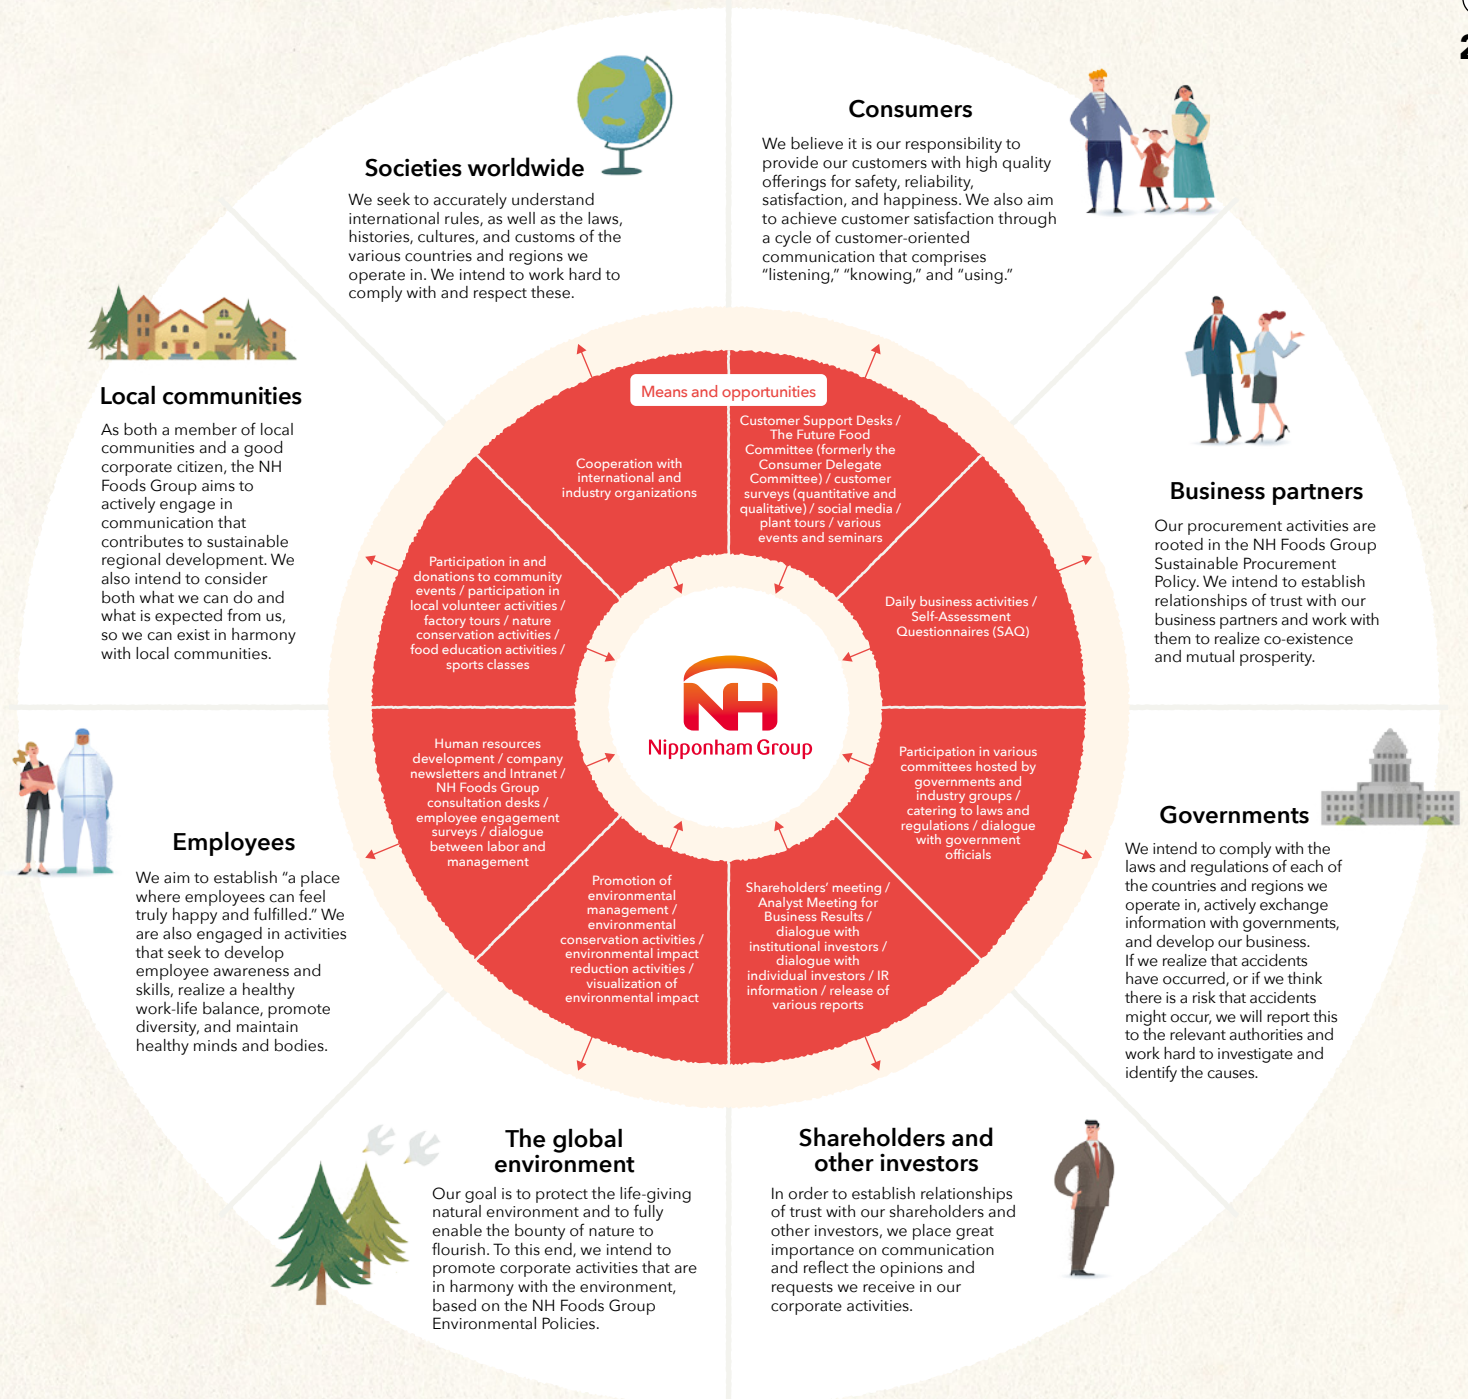 2
Consumers
We believe it is our responsibility to
provide our customers with high quality
offerings for safety, reliability,
satisfaction, and happiness. We also aim
to achieve customer satisfaction through
a cycle of customer-oriented
communication that comprises
“listening,” “knowing,” and “using.”
Business partners
Our procurement activities are
rooted in the NH Foods Group
Sustainable Procurement
Policy. We intend to establish
relationships of trust with our
business partners and work with
them to realize co-existence
and mutual prosperity.
Governments
We intend to comply with the
laws and regulations of each of
the countries and regions we
operate in, actively exchange
information with governments,
and develop our business.
If we realize that accidents
have occurred, or if we think
there is a risk that accidents
might occur, we will report this
to the relevant authorities and
work hard to investigate and
identify the causes.
Shareholders and
other investors
In order to establish relationships
of trust with our shareholders and
other investors, we place great
importance on communication
and reflect the opinions and
requests we receive in our
corporate activities.
The global
environment
Our goal is to protect the life-giving
natural environment and to fully
enable the bounty of nature to
flourish. To this end, we intend to
promote corporate activities that are
in harmony with the environment,
based on the NH Foods Group
Environmental Policies.
Employees
We aim to establish “a place
where employees can feel
truly happy and fulfilled.” We
are also engaged in activities
that seek to develop
employee awareness and
skills, realize a healthy
work-life balance, promote
diversity, and maintain
healthy minds and bodies.
Local communities
As both a member of local
communities and a good
corporate citizen, the NH
Foods Group aims to
actively engage in
communication that
contributes to sustainable
regional development. We
also intend to consider
both what we can do and
what is expected from us,
so we can exist in harmony
with local communities.
Societies worldwide
We seek to accurately understand
international rules, as well as the laws,
histories, cultures, and customs of the
various countries and regions we
operate in. We intend to work hard to
comply with and respect these.
Means and opportunities
Customer Support Desks /
The Future Food
Committee (formerly the
Consumer Delegate
Committee) / customer
surveys (quantitative and
qualitative) / social media /
plant tours / various
events and seminars
Daily business activities /
Self-Assessment
Questionnaires (SAQ)
Participation in various
committees hosted by
governments and
industry groups /
catering to laws and
regulations / dialogue
with government
officials
Shareholders’ meeting /
Analyst Meeting for
Business Results /
dialogue with
institutional investors /
dialogue with
individual investors / IR
information / release of
various reports
Promotion of
environmental
management /
environmental
conservation activities /
environmental impact
reduction activities /
visualization of
environmental impact
Human resources
development / company
newsletters and Intranet /
NH Foods Group
consultation desks /
employee engagement
surveys / dialogue
between labor and
management
Participation in and
donations to community
events / participation in
local volunteer activities /
factory tours / nature
conservation activities /
food education activities /
sports classes
Cooperation with
international and
industry organizations
NH
Nipponham Group